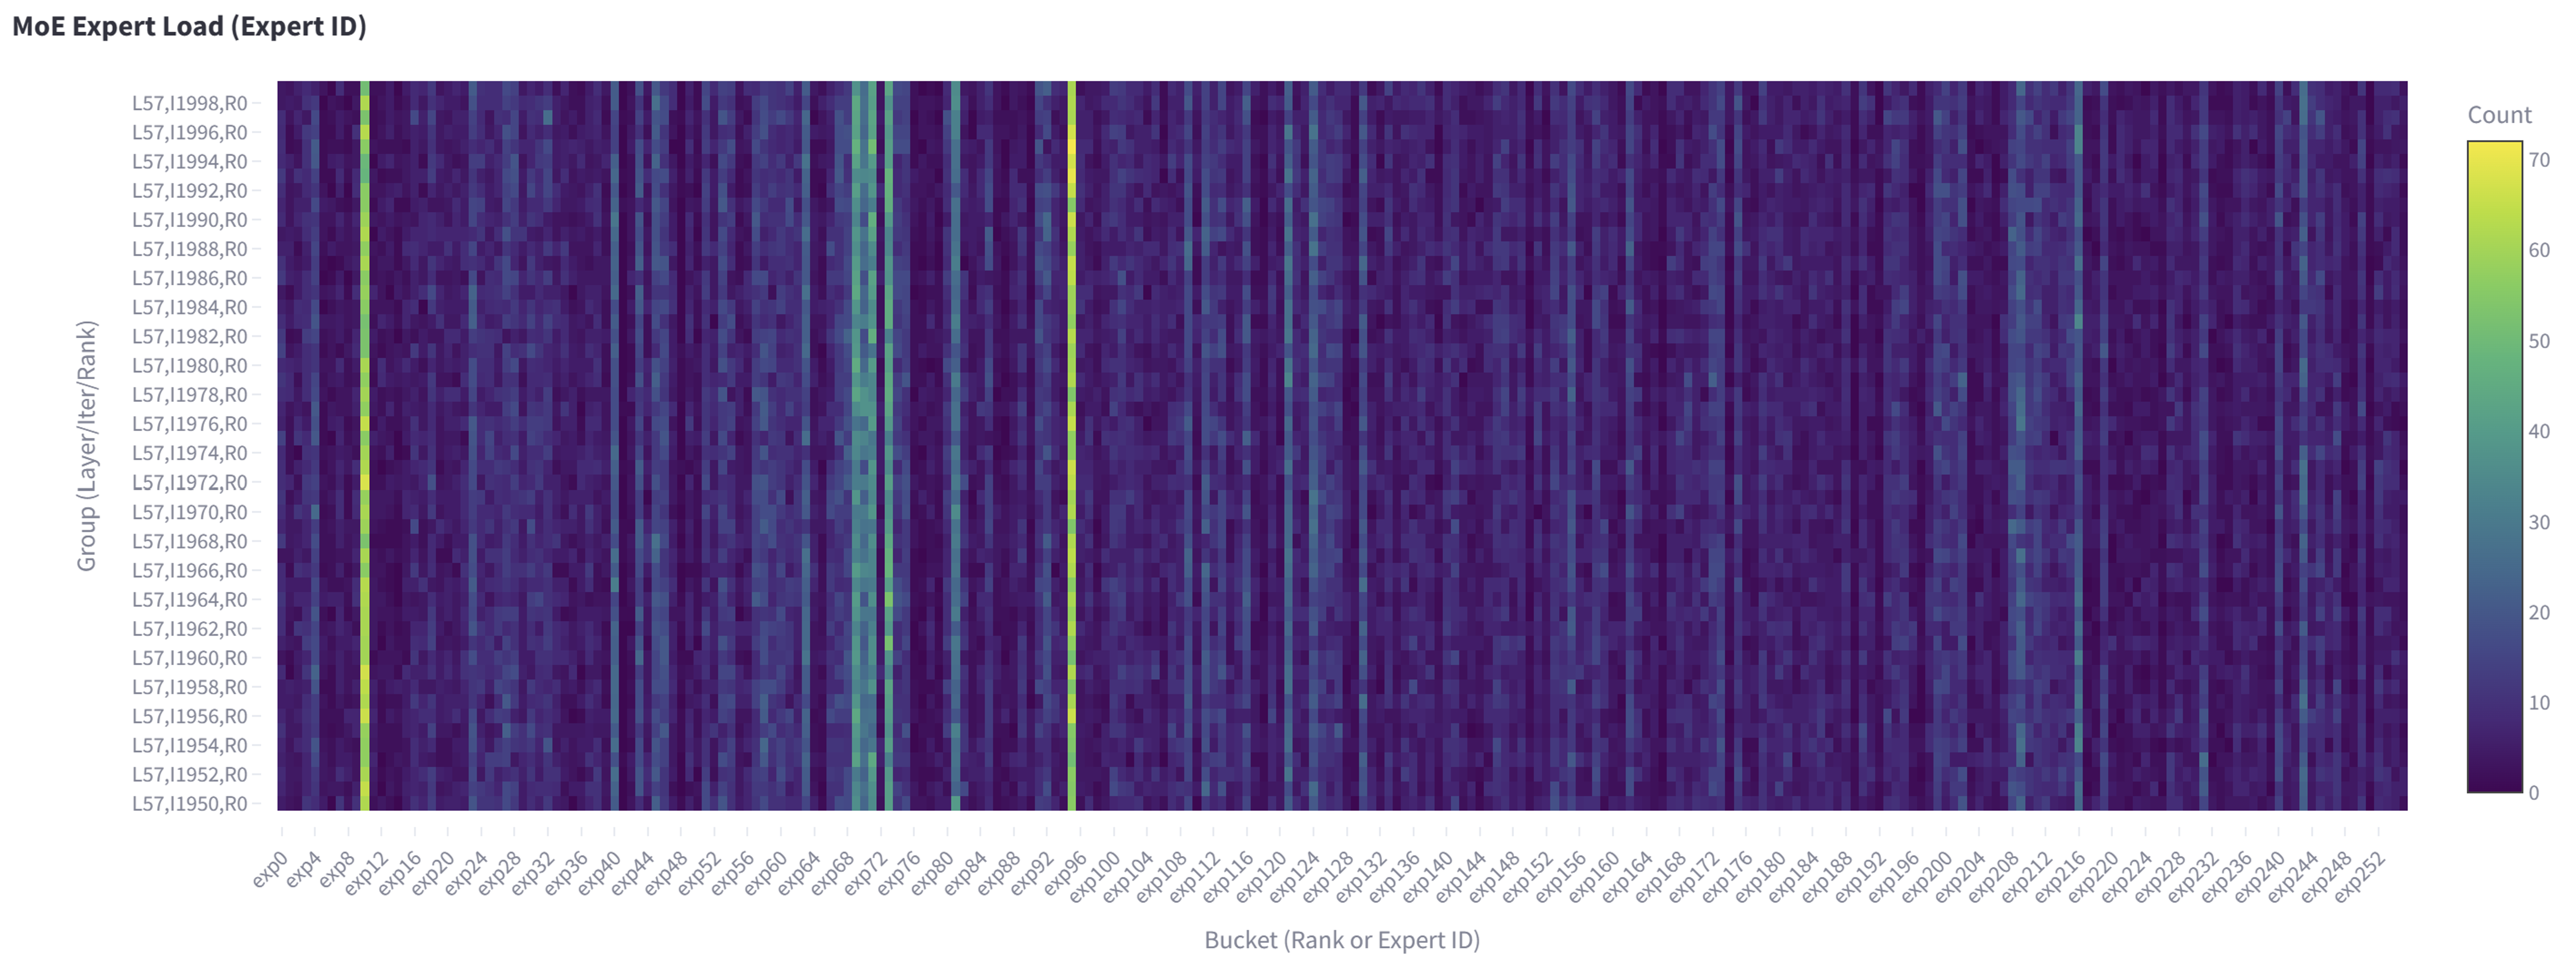 MoE Expert Load (Expert ID)
Count
L57,I1998,R0
L57,I1996,R0
L57,I1994,R0
L57,I1992,R0
L57,I1990,R0
L57,I1988,R0
L57,I1986,R0
L57,I1984,R0
L57,I1982,R0
L57,I1980,R0
L57,I1978,R0
L57,I1976,R0
L57,I1974,R0
L57,I1972,R0
L57,I1970,R0
L57,I1968,R0
L57,I1966,R0
L57,I1964,R0
L57,I1962,R0
L57,I1960,R0
L57,I1958,R0
L57,I1956,R0
L57,I1954,R0
L57,I1952,R0
L57,I1950,R0
Group (Layer/Iter/Rank)
70
60
50
40
30
20
10
0
exp0 exp4 exp8 exp12 exp16 exp20 exp24 exp28 exp32 exp36 exp40 exp44 exp48 exp52 exp56 exp60 exp64 exp68 exp72 exp76 exp80 exp84 exp88 exp92 exp96 exp100 exp104 exp108 exp112 exp116 exp120 exp124 exp128 exp132 exp136 exp140 exp144 exp148 exp152 exp156 exp160 exp164 exp168 exp172 exp176 exp180 exp184 exp188 exp192 exp196 exp200 exp204 exp208 exp212 exp216 exp220 exp224 exp228 exp232 exp236 exp240 exp244 exp248 exp252
Bucket (Rank or Expert ID)